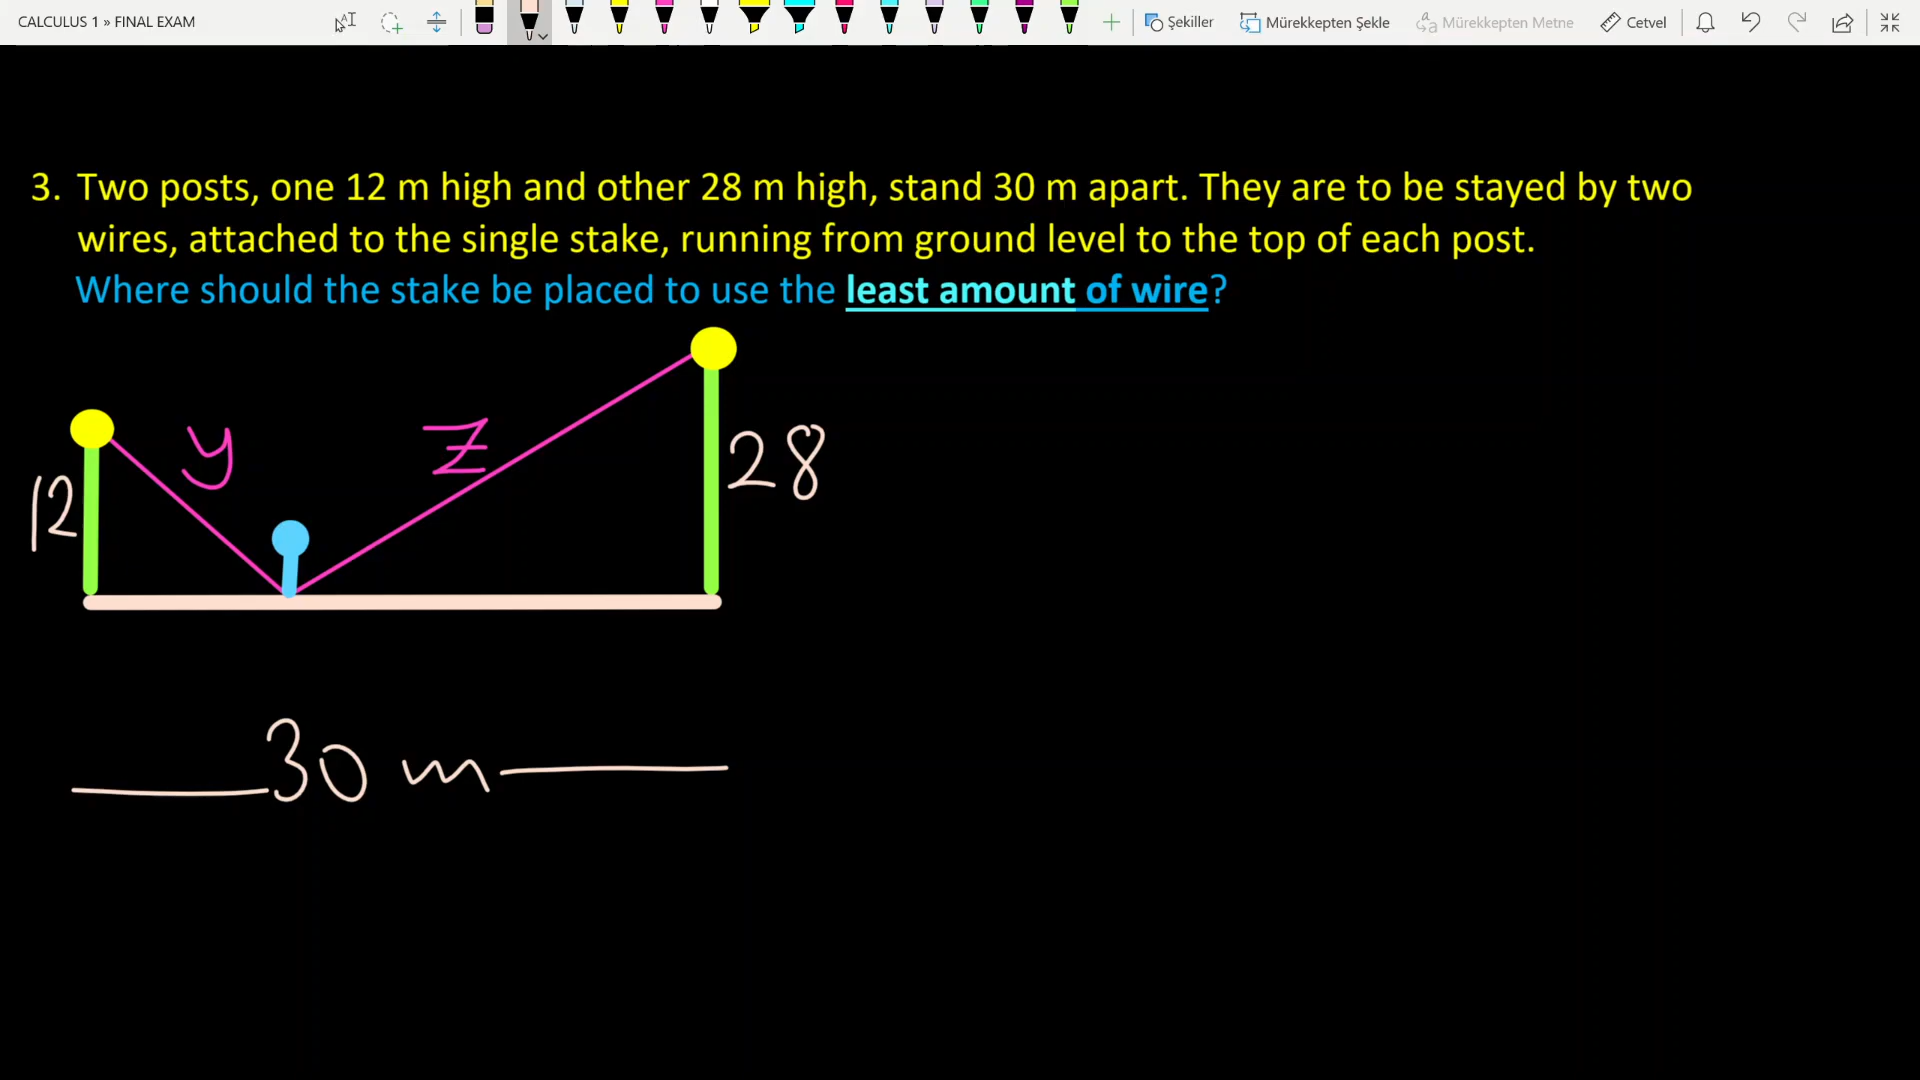 CALCULUS 1 » FINAL EXAM
Şekiller
Mürekkepten Şekle
Mürekkepten Metne
Cetvel
3. Two posts, one 12 m high and other 28 m high, stand 30 m apart. They are to be stayed by two
wires, attached to the single stake, running from ground level to the top of each post.
Where should the stake be placed to use the least amount of wire?
y
z
28
12
30 m